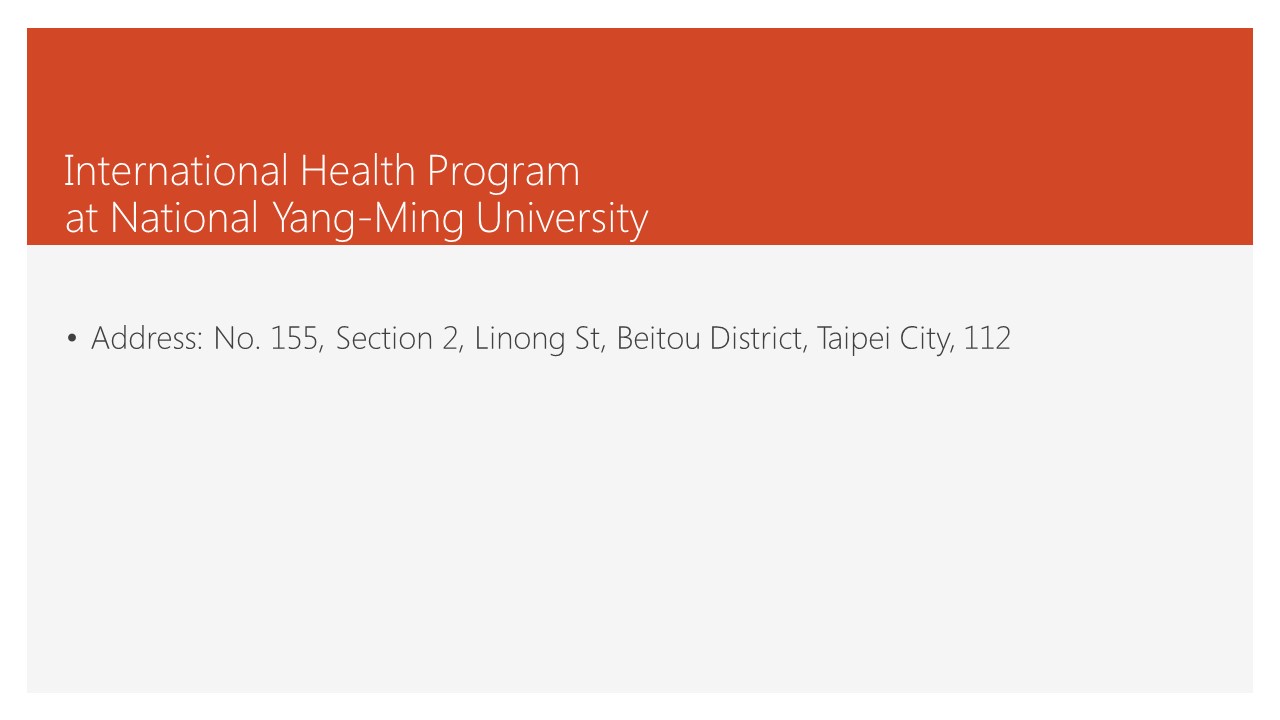 International Health Program
at National Yang-Ming University
• Address: No. 155, Section 2, Linong St, Beitou District, Taipei City, 112